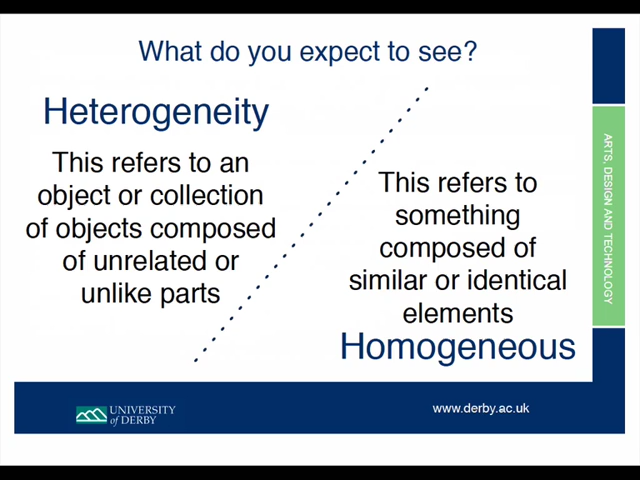 What do you expect to see?
Heterogeneity
This refers to an
object or collection
of objects composed
of unrelated or
unlike parts
This refers to
something
composed of
similar or identical
elements
Homogeneous
ARTS, DESIGN AND TECHNOLOGY
UNIVERSITY
of DERBY
www.derby.ac.uk